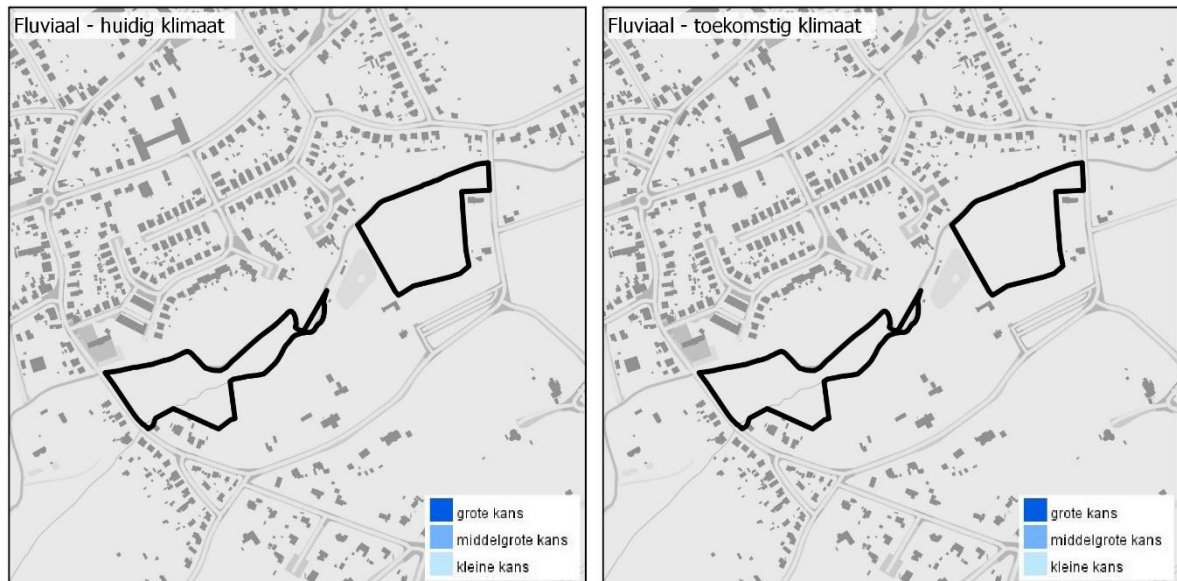 Fluviaal - huidig klimaat
grote kans
middelgrote kans
kleine kans
Fluviaal - toekomstig klimaat
grote kans
middelgrote kans
kleine kans